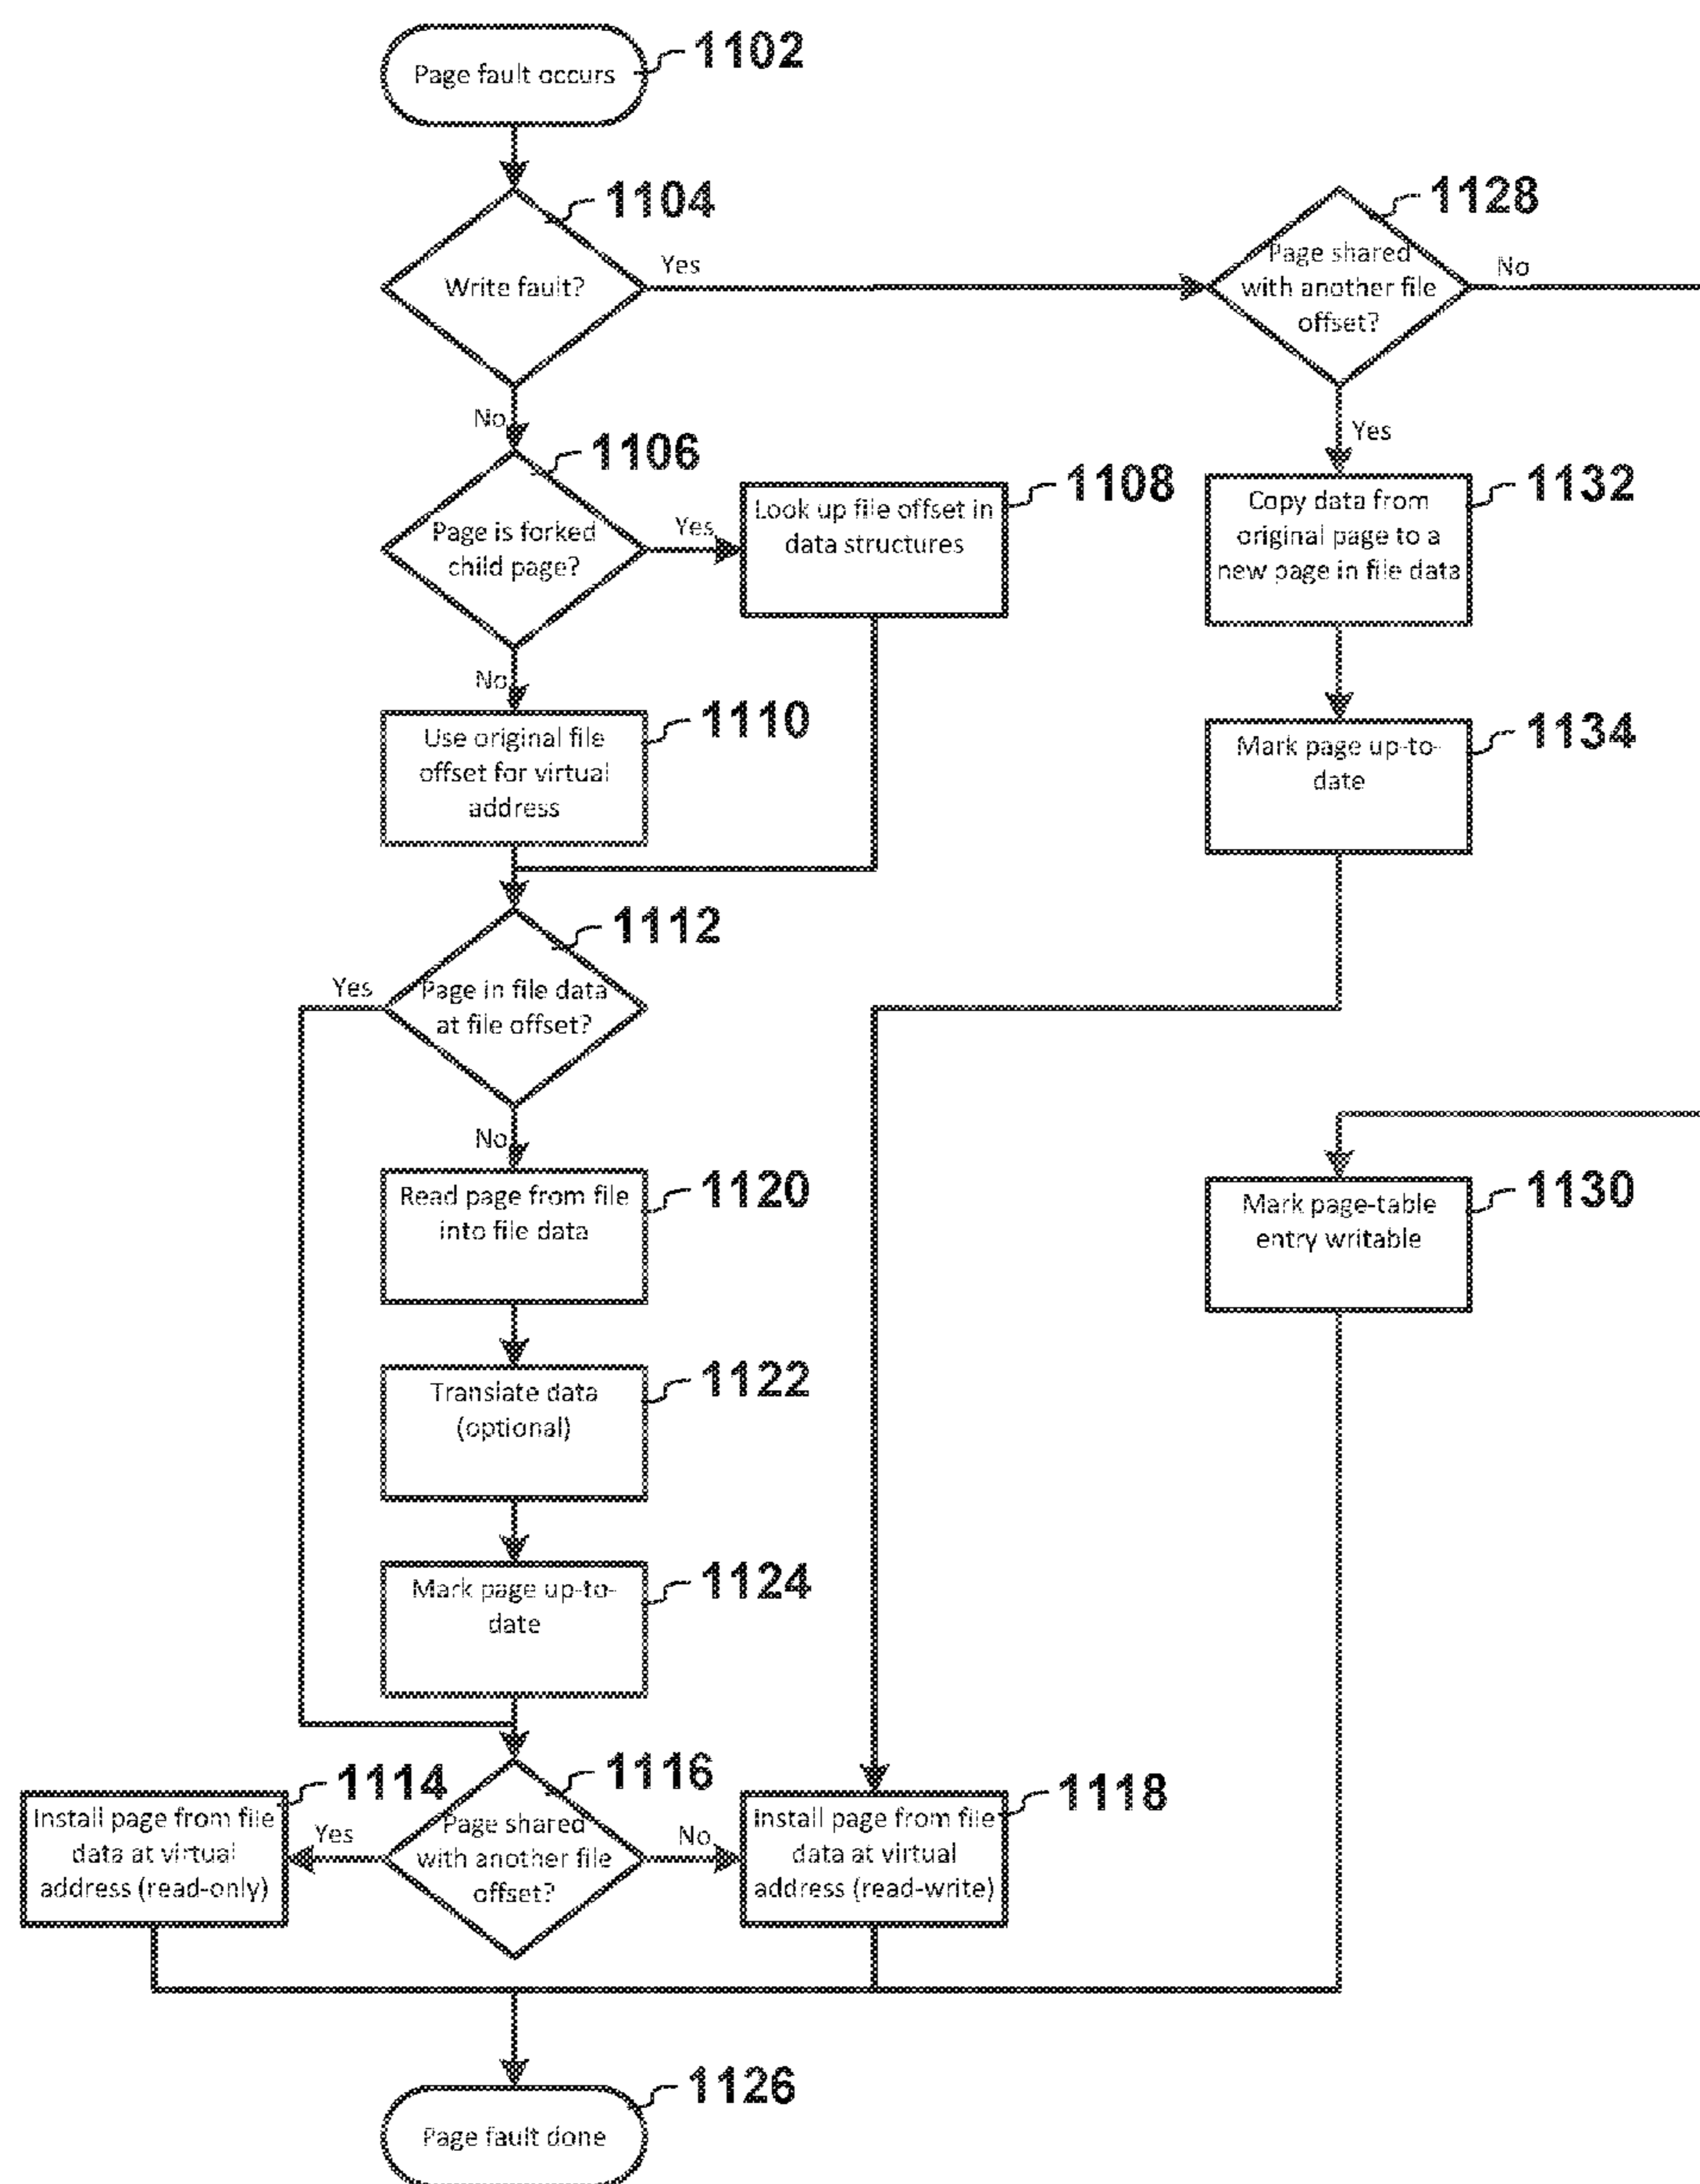 Page fault occurs
1102
1104
Write fault?
Yes
1128
Page shared
with another file
offset?
No
No
Yes
1106
Page is forked
child page?
Yes
1108
Look up file offset in
data structures
1132
Copy data from
original page to a
new page in file data
No
1110
Use original file
offset for virtual
address
1134
Mark page up-to-
date
1112
Yes
Page in file data
at file offset?
No
1120
Read page from file
into file data
1130
Mark page-table
entry writable
1122
Translate data
(optional)
1124
Mark page up-to-
date
1114
Install page from file
data at virtual
address (read-only)
Yes
1116
Page shared
with another file
offset?
No
1118
Install page from file
data at virtual
address (read-write)
1126
Page fault done